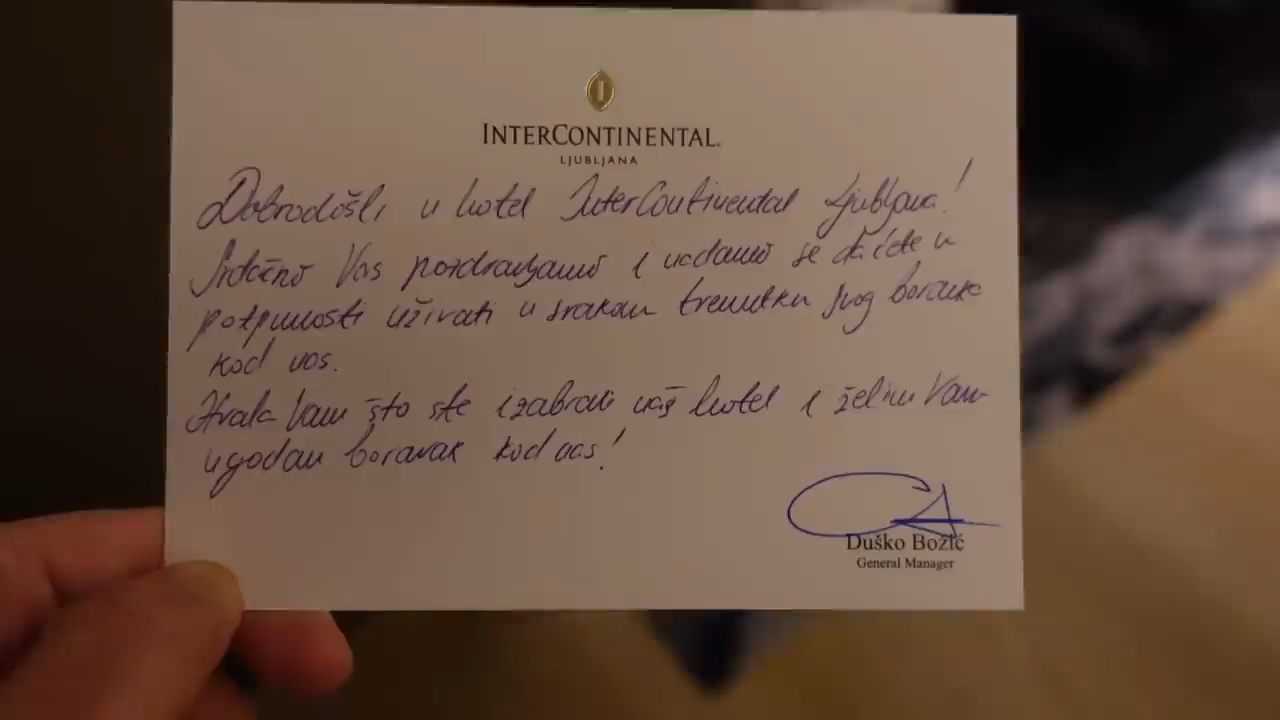 INTERCONTINENTAL
LJUBLJANA
Dobrodošli u hotel InterContinental Ljubljana!
Srdačno Vas pozdravljamo i nadamo se da ćete u
potpunosti uživati u svakom trenutku svog boravka
kod nas.
Hvala Vam što ste izabrali naš hotel i želimo Vam
ugodan boravak kod nas!
Duško Božić
General Manager